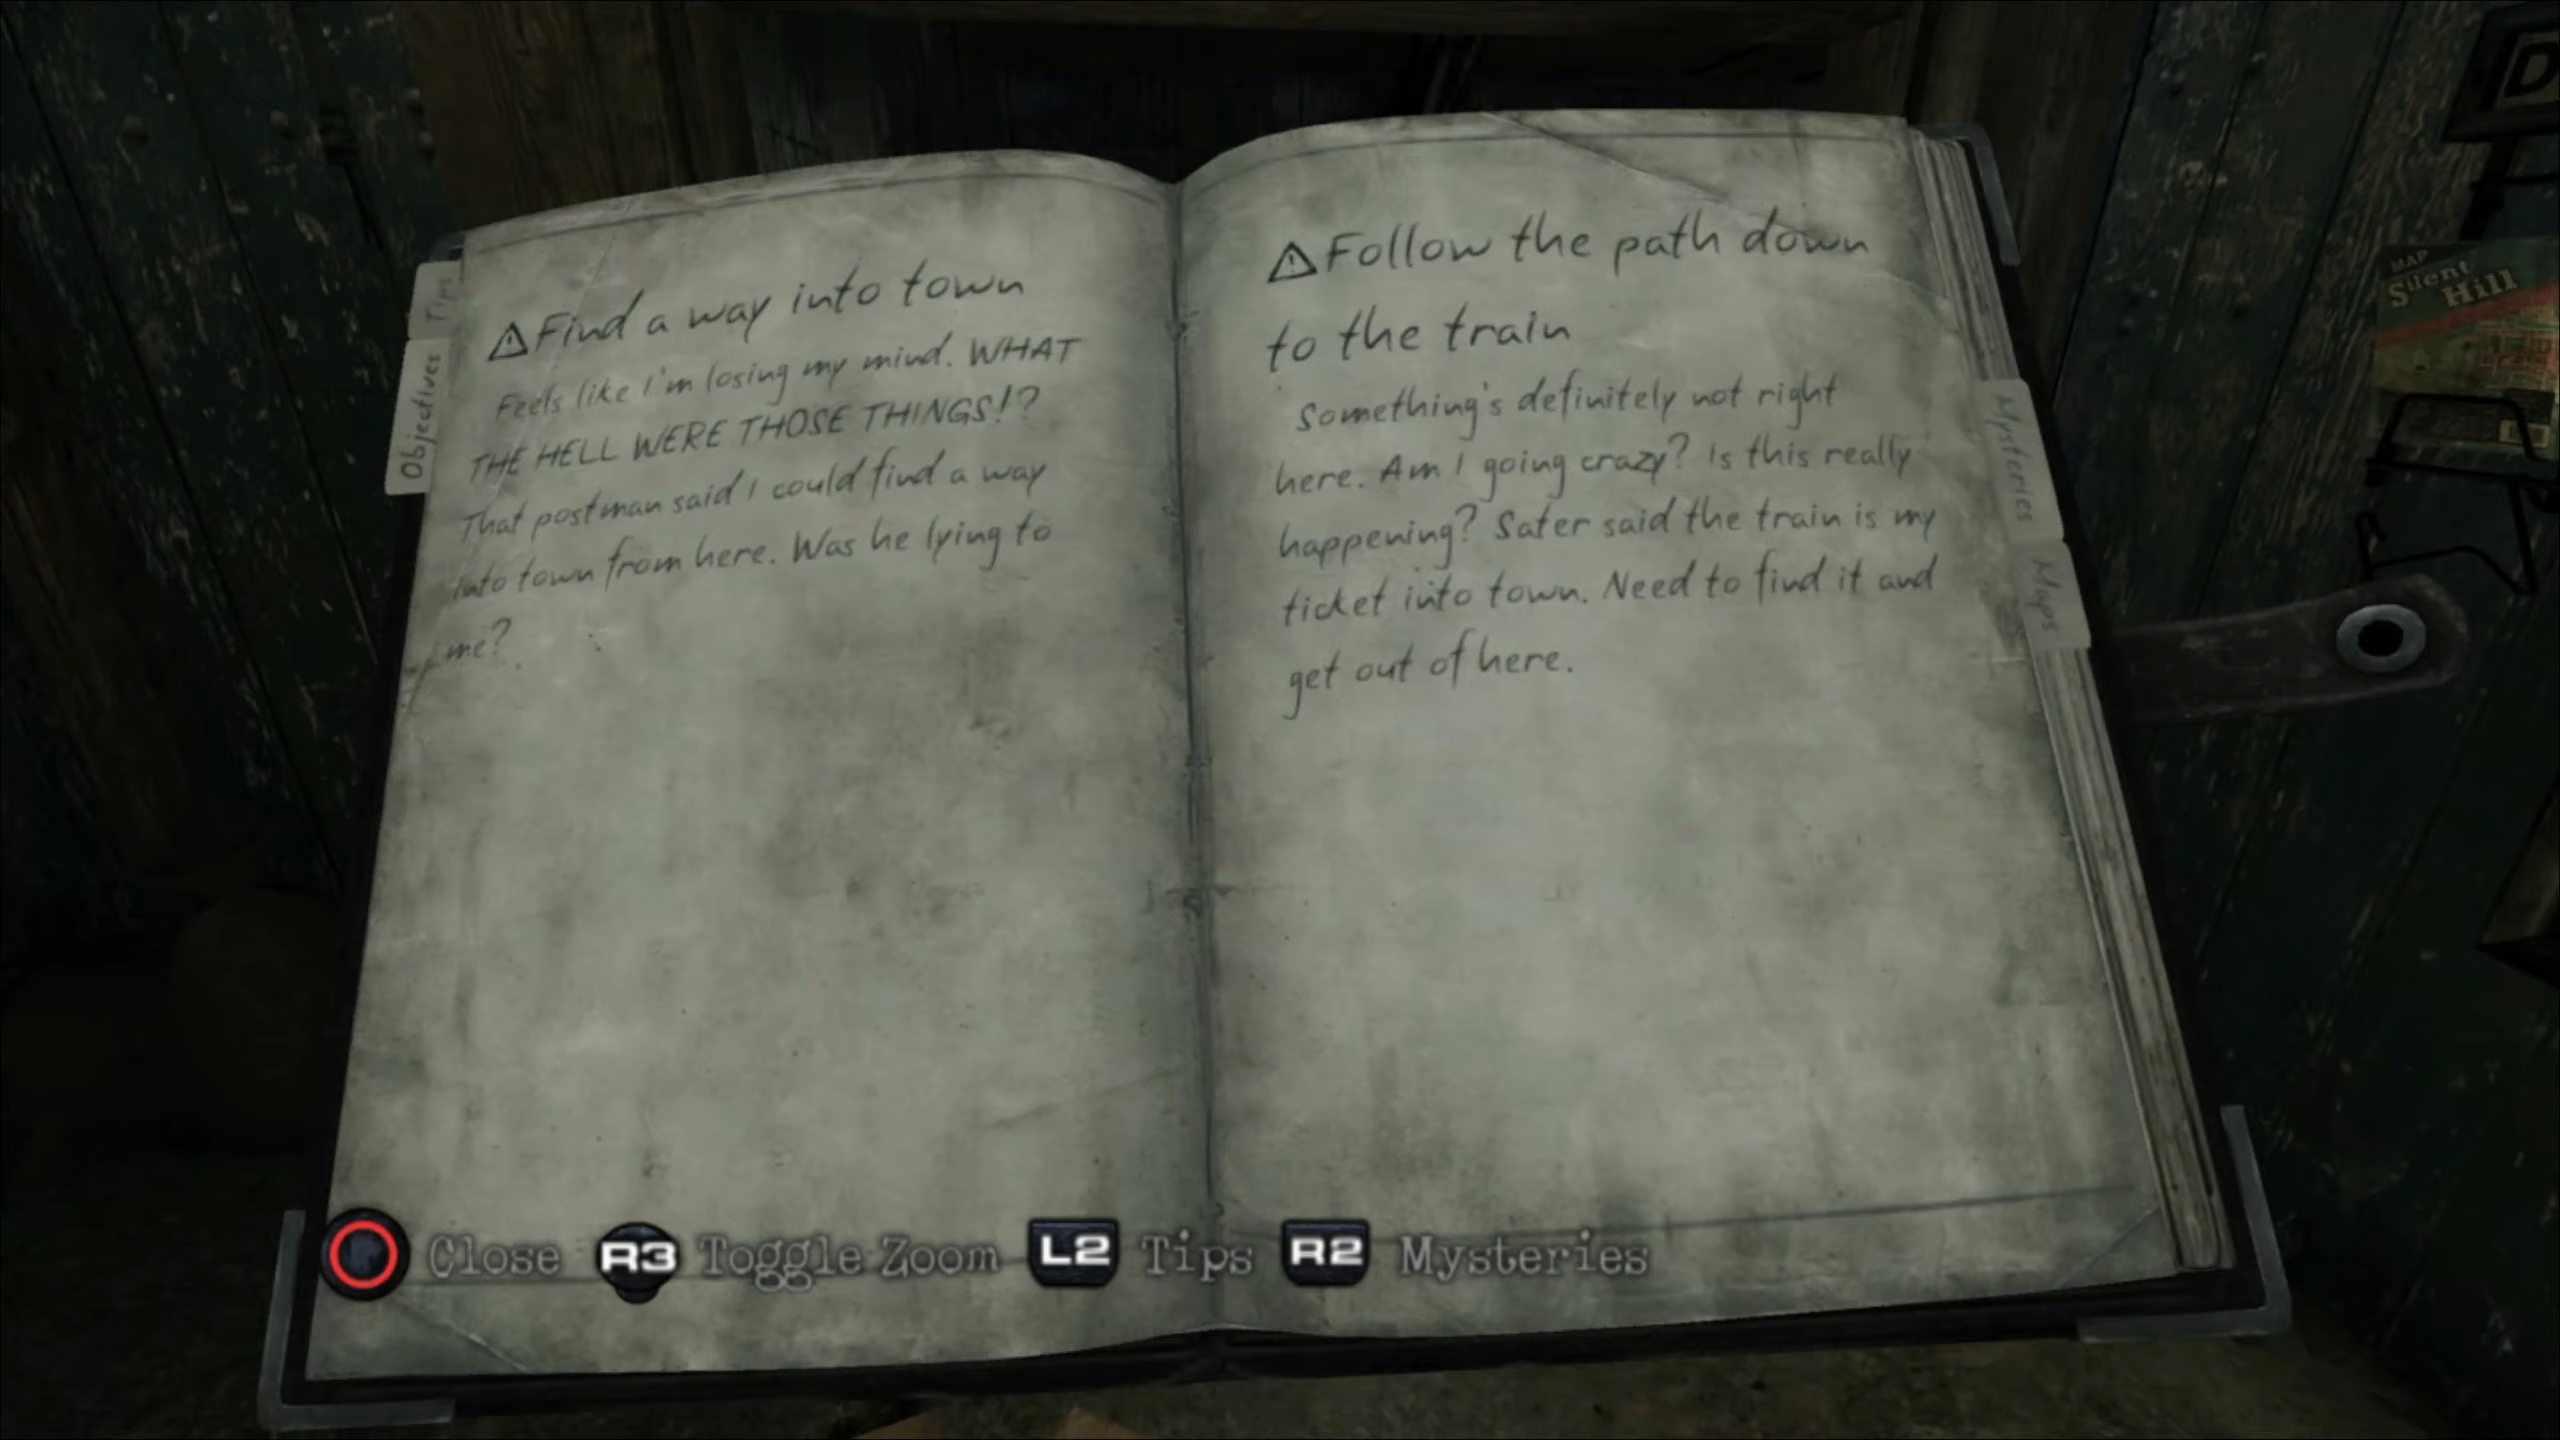 Find a way into town
Feels like I'm losing my mind. WHAT
THE HELL WERE THOSE THINGS!?
That postman said I could find a way
into town from here. Was he lying to
me?
Follow the path down
to the train
Something's definitely not right
here. Am I going crazy? Is this really
happening? Sater said the train is my
ticket into town. Need to find it and
get out of here.
Tips
Objectives
Mysteries
Maps
MAP
Silent
Hill
D
Close R3 Toggle Zoom L2 Tips R2 Mysteries